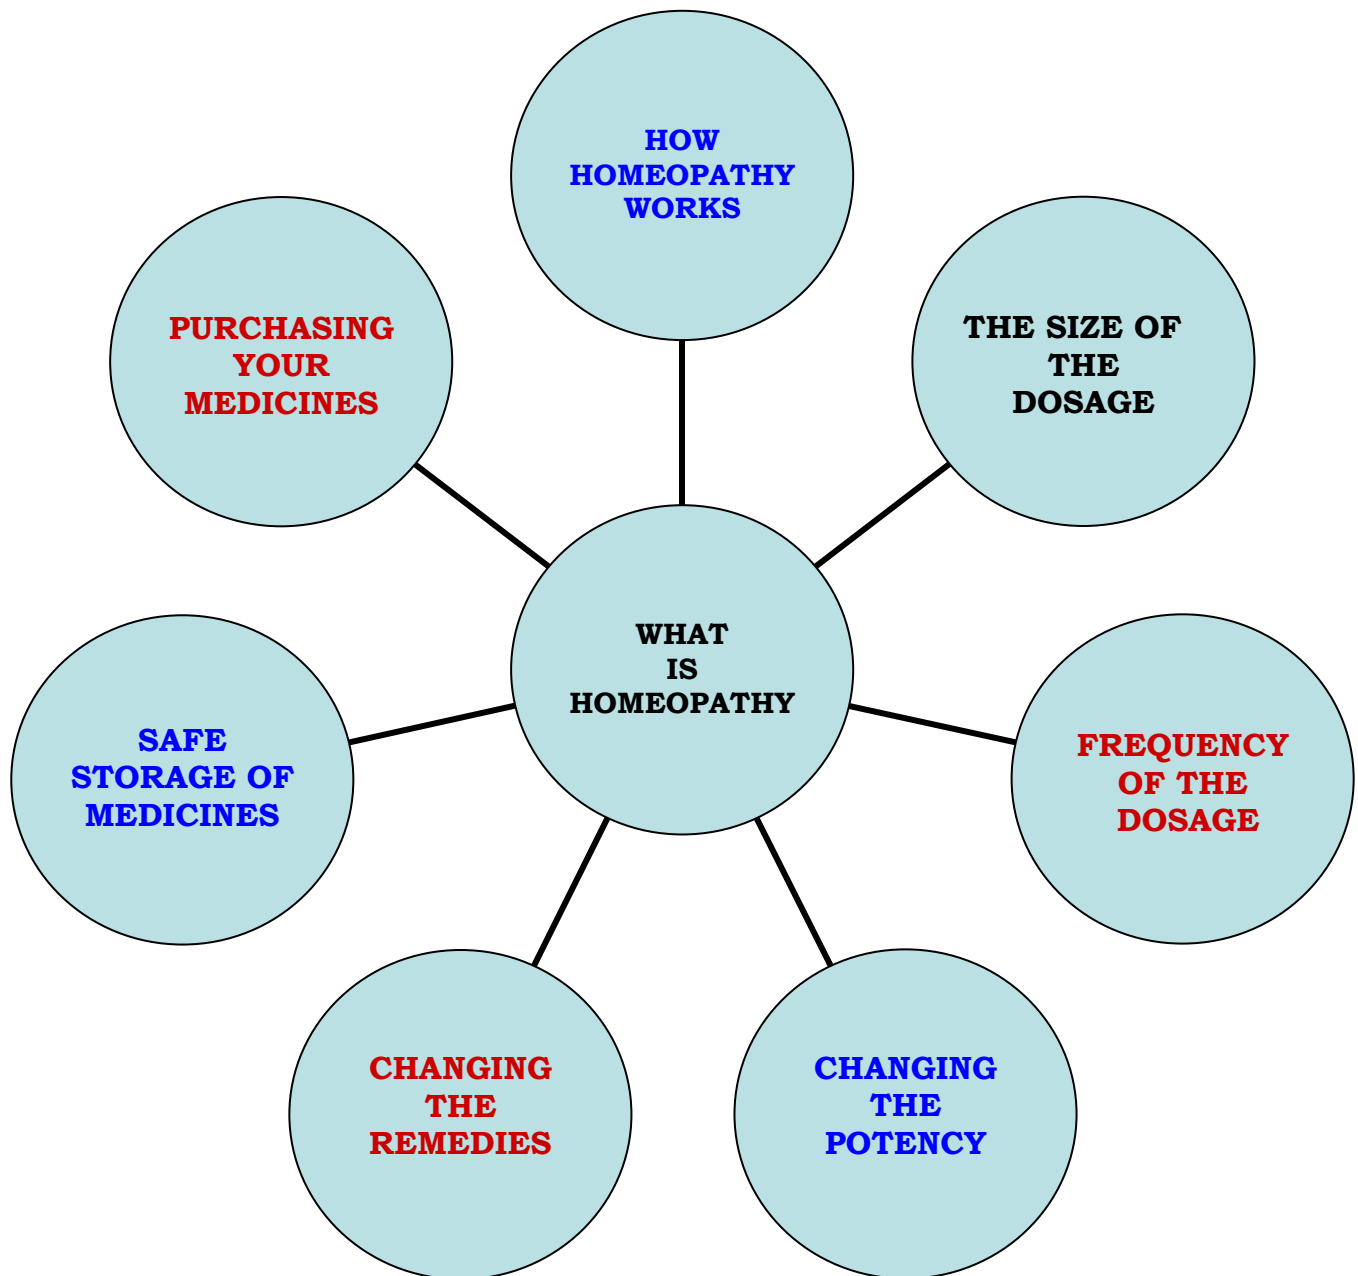 HOW
HOMEOPATHY
WORKS
THE SIZE OF
THE
DOSAGE
FREQUENCY
OF THE
DOSAGE
CHANGING
THE
POTENCY
CHANGING
THE
REMEDIES
SAFE
STORAGE OF
MEDICINES
PURCHASING
YOUR
MEDICINES
WHAT
IS
HOMEOPATHY